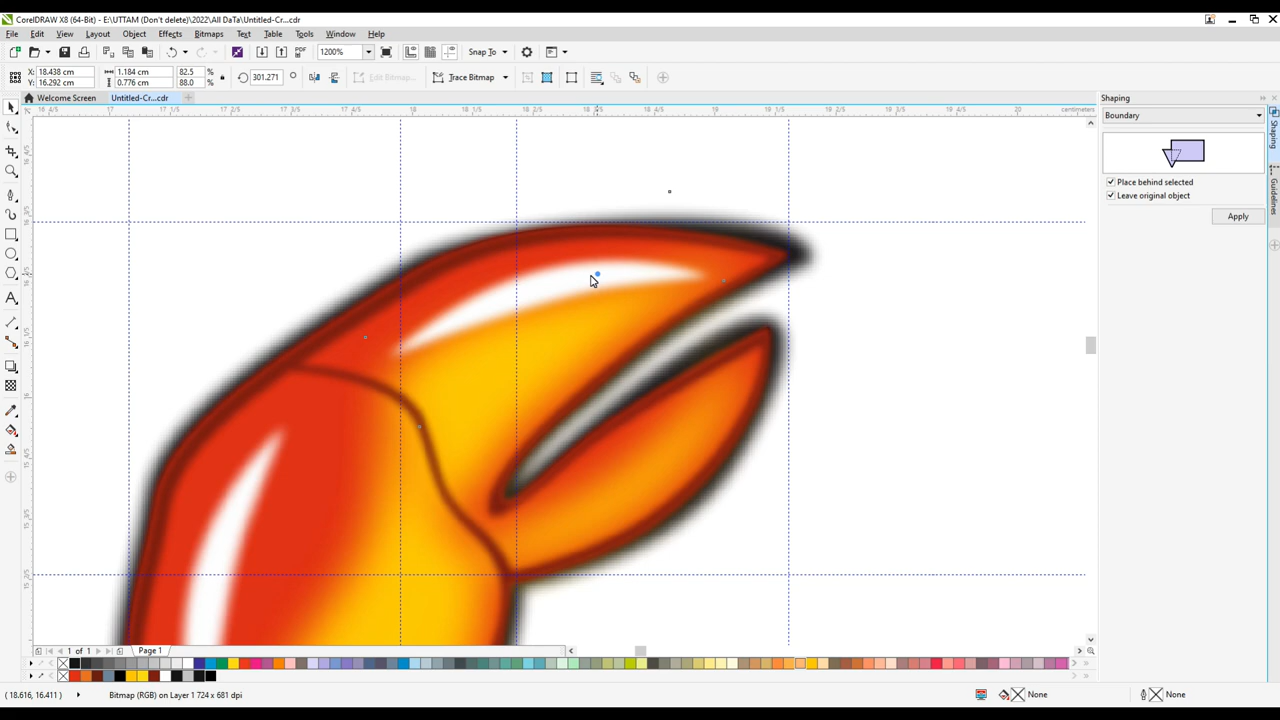 CorelDRAW X8 (64-Bit) - E:\UTTAM (Don't delete)\2022\All DaTa\Untitled-Cr...cdr
File Edit View Layout Object Effects Bitmaps Text Table Tools Window Help
1200% Snap To
X: 18.438 cm 1.184 cm 82.5 % 301.271 ° Edit Bitmap... Trace Bitmap
Y: 16.292 cm 0.776 cm 88.0 %
Welcome Screen Untitled-Cr...cdr
Shaping
centimeters
Boundary
Place behind selected
Leave original object
Apply
Shaping
Guidelines
1 of 1 Page 1
( 18.616, 16.411 ) Bitmap (RGB) on Layer 1 724 x 681 dpi None None